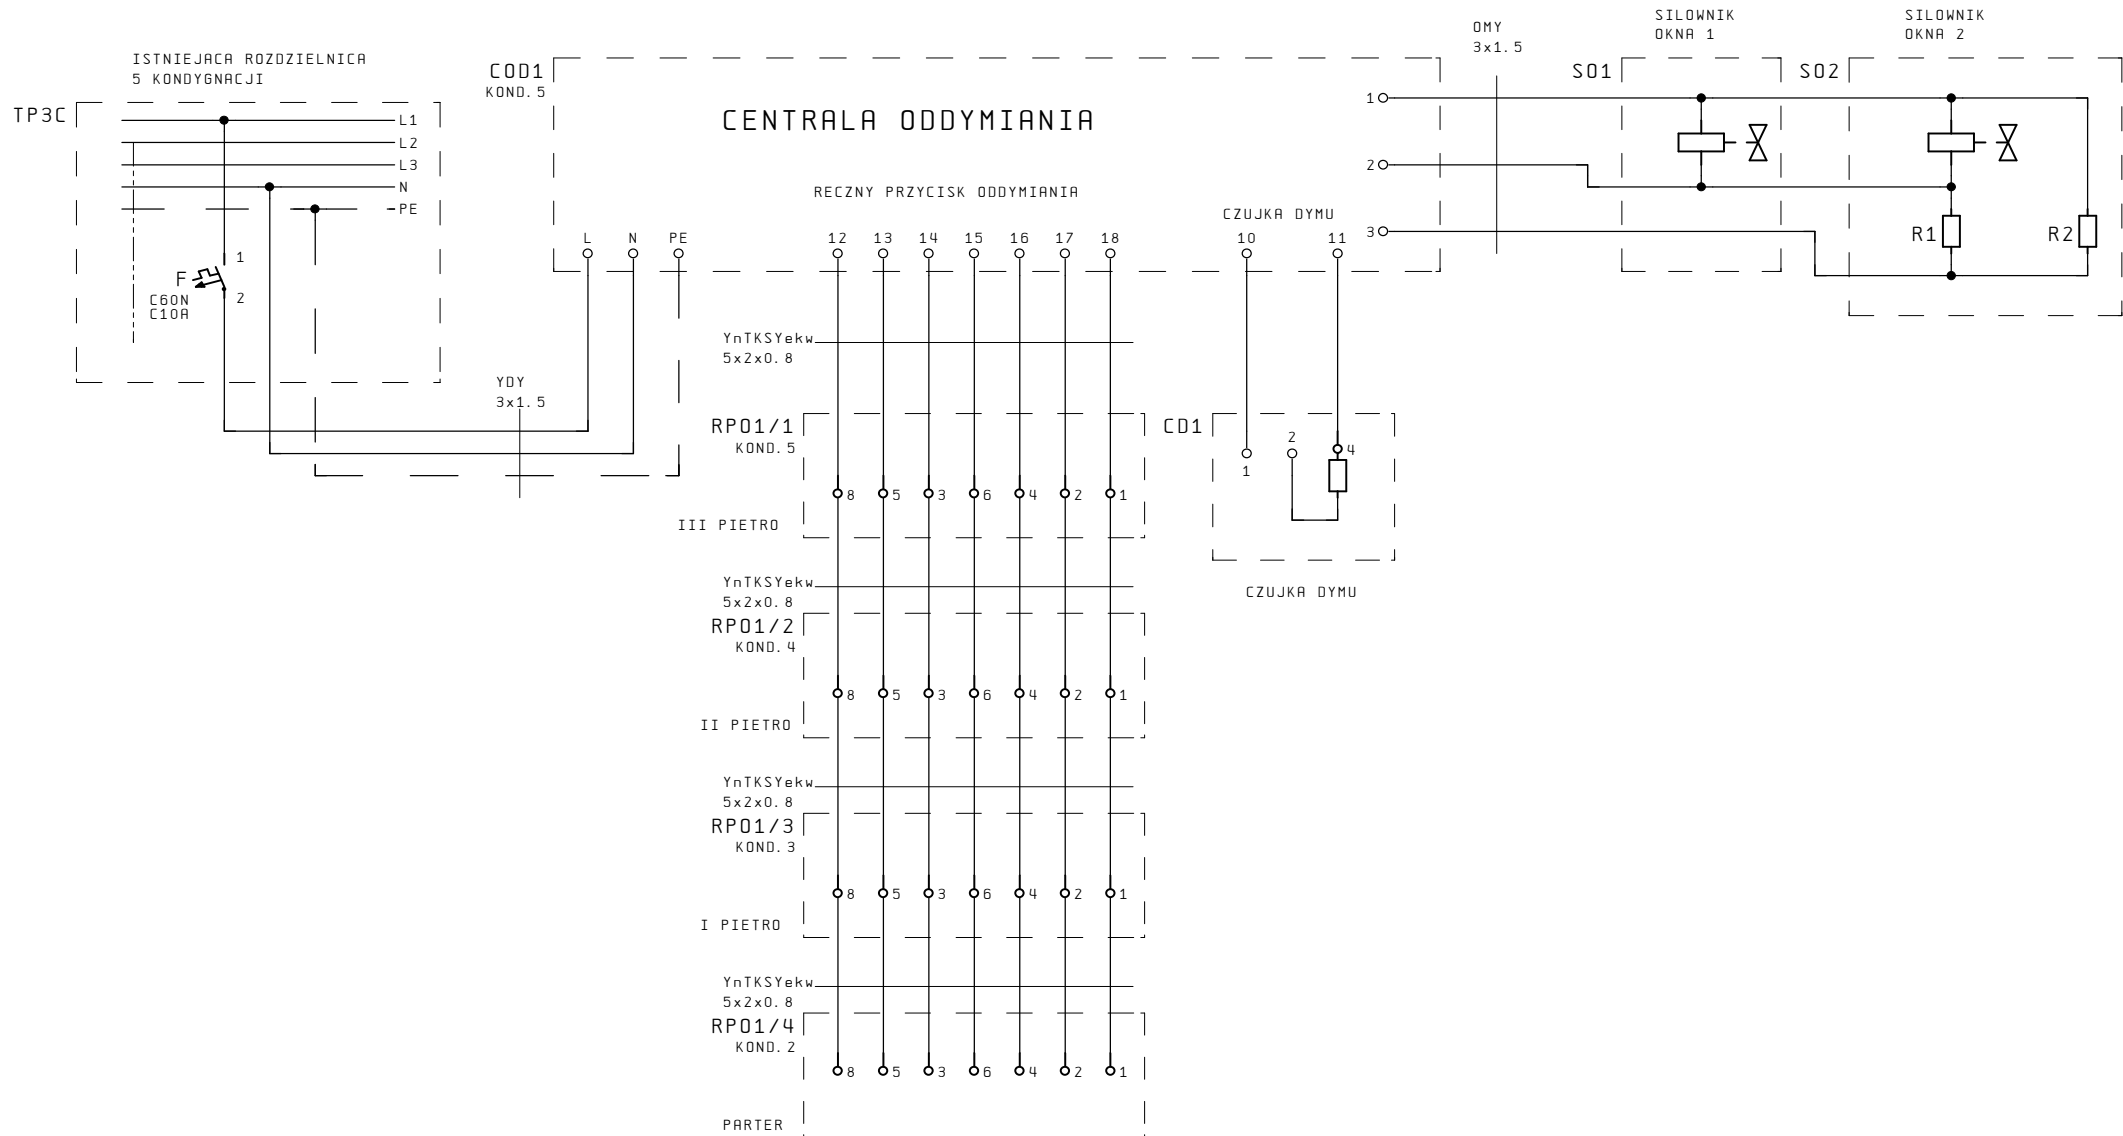 ISTNIEJACA ROZDZIELNICA
5 KONDYGNACJI
TP3C
L1
L2
L3
N
PE
1
F
2
C60N
C10A
YDY
3x1.5
COD1
KOND.5
CENTRALA ODDYMIANIA
RECZNY PRZYCISK ODDYMIANIA
CZUJKA DYMU
L N PE 12 13 14 15 16 17 18 10 11
1
2
3
OMY
3x1.5
SILOWNIK
OKNA 1
SO1
SILOWNIK
OKNA 2
SO2
R1
R2
YnTKSYekw
5x2x0.8
RPO1/1
KOND.5
8 5 3 6 4 2 1
III PIETRO
CD1
1
2
4
CZUJKA DYMU
YnTKSYekw
5x2x0.8
RPO1/2
KOND.4
8 5 3 6 4 2 1
II PIETRO
YnTKSYekw
5x2x0.8
RPO1/3
KOND.3
8 5 3 6 4 2 1
I PIETRO
YnTKSYekw
5x2x0.8
RPO1/4
KOND.2
8 5 3 6 4 2 1
PARTER